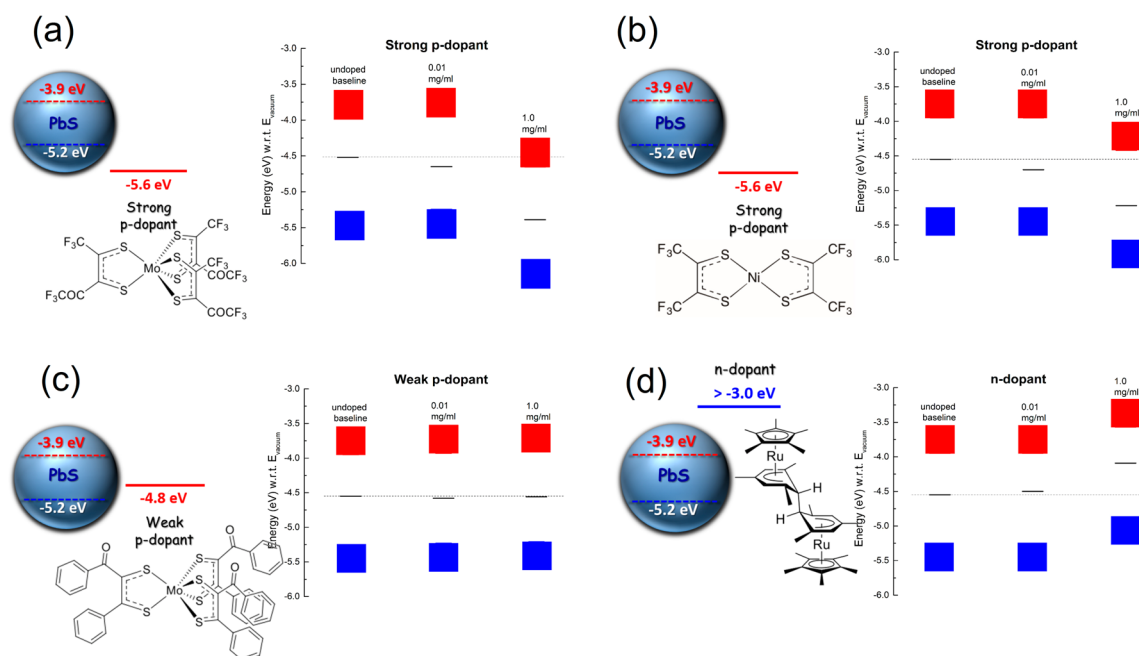 (a)
Strong p-dopant
-3.0
-3.5
-4.0
-4.5
-5.0
-5.5
-6.0
Energy (eV) w.r.t. E_vacuum
undoped
baseline
0.01
mg/ml
1.0
mg/ml
-3.9 eV
PbS
-5.2 eV
-5.6 eV
Strong
p-dopant
CF3
F3C
S
S
S
S
S
S
Mo
CF3
CF3
COCF3
F3COC
COCF3
(b)
Strong p-dopant
-3.0
-3.5
-4.0
-4.5
-5.0
-5.5
-6.0
Energy (eV) w.r.t. E_vacuum
undoped
baseline
0.01
mg/ml
1.0
mg/ml
-3.9 eV
PbS
-5.2 eV
-5.6 eV
Strong
p-dopant
F3C
S
S
CF3
Ni
F3C
S
S
CF3
(c)
Weak p-dopant
-3.0
-3.5
-4.0
-4.5
-5.0
-5.5
-6.0
Energy (eV) w.r.t. E_vacuum
undoped
baseline
0.01
mg/ml
1.0
mg/ml
-3.9 eV
PbS
-5.2 eV
-4.8 eV
Weak
p-dopant
O
O
O
S
S
S
S
S
S
Mo
(d)
n-dopant
> -3.0 eV
n-dopant
-3.0
-3.5
-4.0
-4.5
-5.0
-5.5
-6.0
Energy (eV) w.r.t. E_vacuum
undoped
baseline
0.01
mg/ml
1.0
mg/ml
-3.9 eV
PbS
-5.2 eV
Ru
H
H
Ru